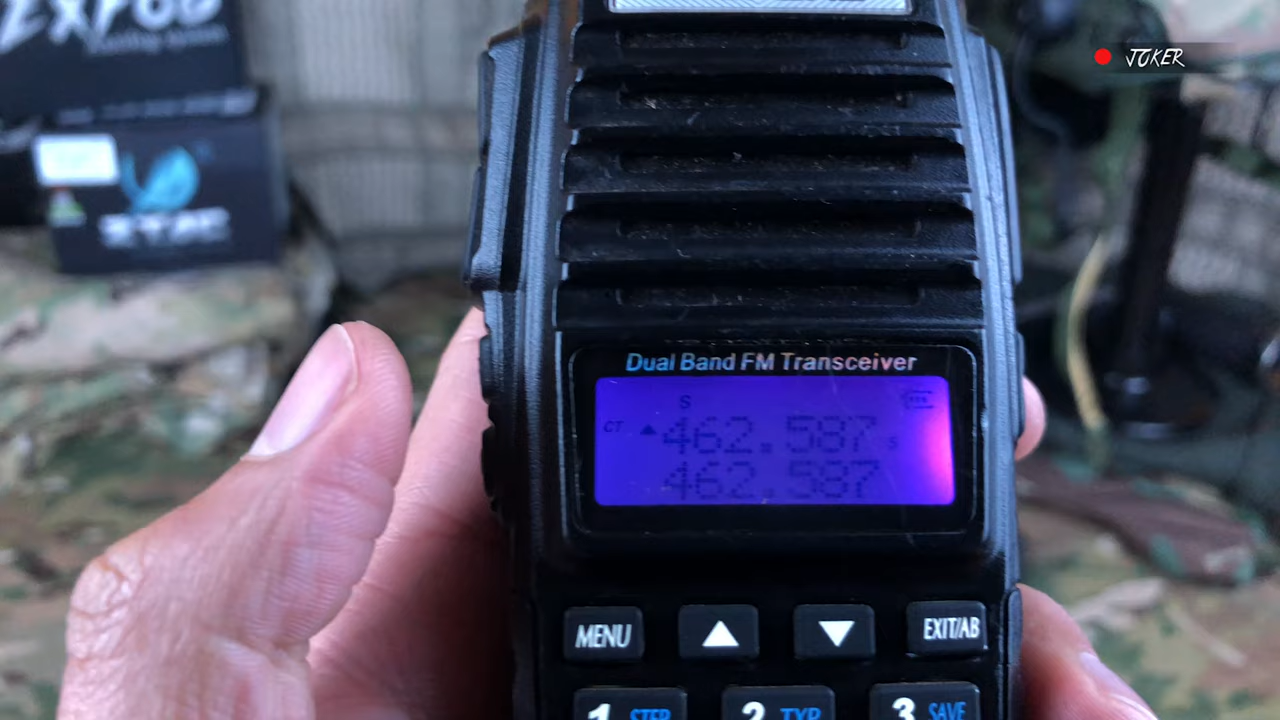 JOKER
Dual Band FM Transceiver
S
CT ▲ 462.587 S
462.587
MENU ▲ ▼ EXIT/AB
1 STEP 2 TXP 3 SAVE